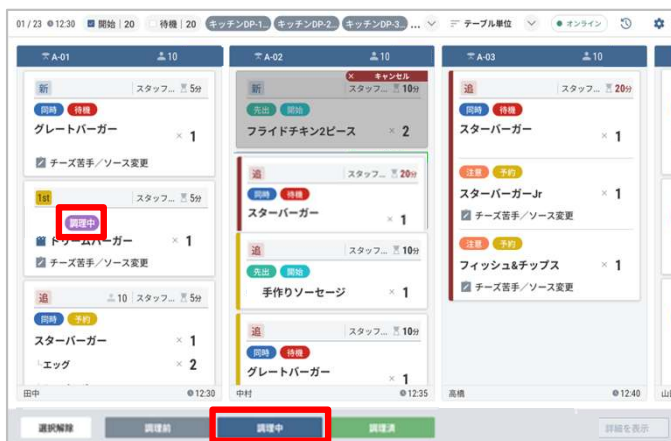 01 / 23 12:30 開始 | 20 待機 | 20 キッチンDP-1... キッチンDP-2... キッチンDP-3... ... テーブル単位 オンライン
A-01 10
新 スタッフ... 5分
同時 待機
グレートバーガー × 1
チーズ苦手/ソース変更
1st スタッフ... 5分
調理中
ドリームバーガー × 1
チーズ苦手/ソース変更
追 10 スタッフ... 5分
同時 予約
スターバーガー × 1
エッグ × 2
田中 12:30
A-02 10
× キャンセル
新 スタッフ... 10分
先出 開始
フライドチキン2ピース × 2
追 スタッフ... 20分
同時 待機
スターバーガー × 1
追 スタッフ... 10分
先出 開始
手作りソーセージ × 1
追 スタッフ... 10分
同時 待機
グレートバーガー × 1
中村 12:35
A-03 10
追 スタッフ... 20分
同時 待機
スターバーガー × 1
注意 予約
スターバーガーJr × 1
チーズ苦手/ソース変更
注意 予約
フィッシュ&チップス × 1
チーズ苦手/ソース変更
高橋 12:40
選択解除 調理前 調理中 調理済 詳細を表示